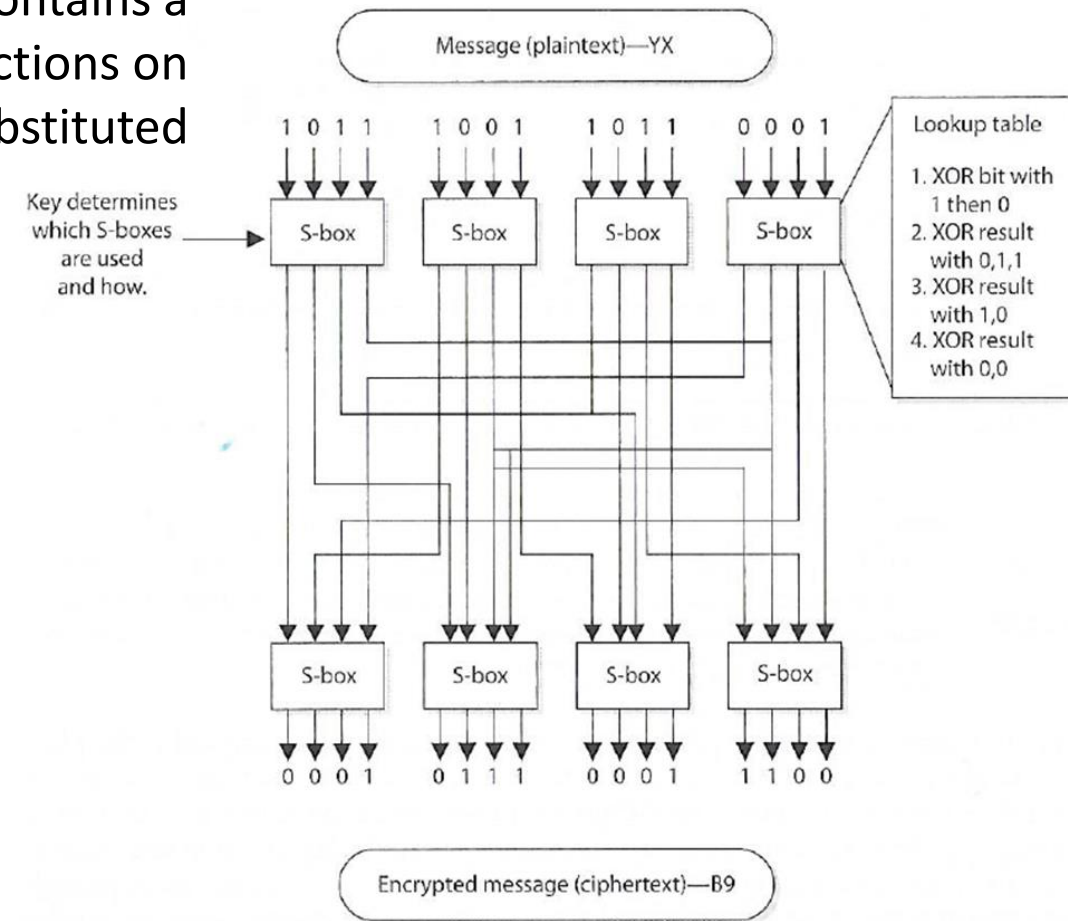 ontains a
ctions on
bstituted
Message (plaintext)—YX
1 0 1 1 1 0 0 1 1 0 1 1 0 0 0 1
Key determines
which S-boxes
are used
and how.
S-box S-box S-box S-box
Lookup table
1. XOR bit with
1 then 0
2. XOR result
with 0,1,1
3. XOR result
with 1,0
4. XOR result
with 0,0
S-box S-box S-box S-box
0 0 0 1 0 1 1 1 0 0 0 1 1 1 0 0
Encrypted message (ciphertext)—B9